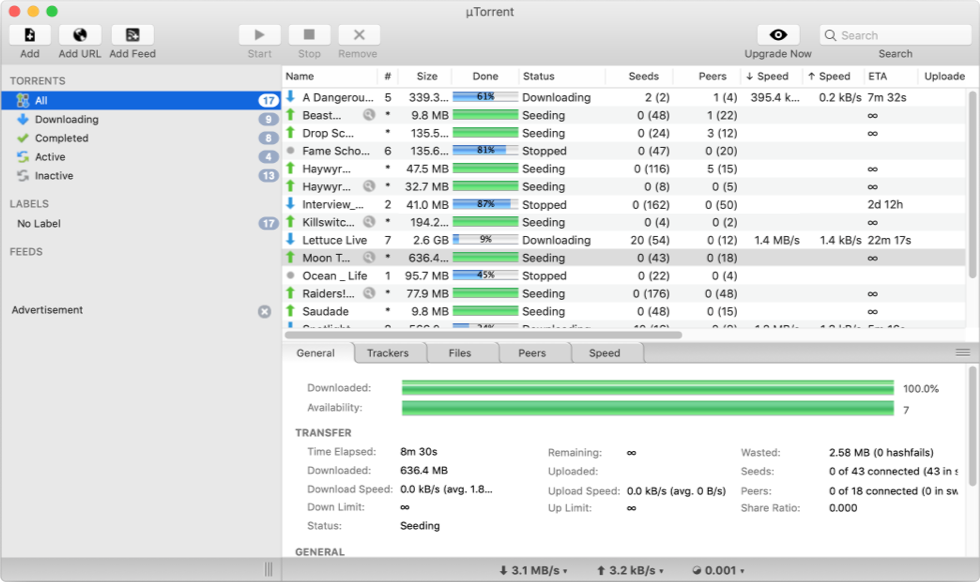 µTorrent
Add Add URL Add Feed Start Stop Remove Upgrade Now Search
Search
TORRENTS
All 17
Downloading 9
Completed 8
Active 4
Inactive 13
LABELS
No Label 17
FEEDS
Advertisement
Name # Size Done Status Seeds Peers ↓ Speed ↑ Speed ETA Uploade
A Dangerou... 5 339.3... 61% Downloading 2 (2) 1 (4) 395.4 k... 0.2 kB/s 7m 32s
Beast... * 9.8 MB Seeding 0 (48) 1 (22) ∞
Drop Sc... * 135.5... Seeding 0 (24) 3 (12) ∞
Fame Scho... 6 135.6... 81% Stopped 0 (47) 0 (20)
Haywyr... * 47.5 MB Seeding 0 (116) 5 (15) ∞
Haywyr... * 32.7 MB Seeding 0 (8) 0 (5) ∞
Interview_... 2 41.0 MB 87% Stopped 0 (162) 0 (50) 2d 12h
Killswitc... * 194.2... Seeding 0 (4) 0 (2) ∞
Lettuce Live 7 2.6 GB 9% Downloading 20 (54) 0 (12) 1.4 MB/s 1.4 kB/s 22m 17s
Moon T... * 636.4... Seeding 0 (43) 0 (18) ∞
Ocean _ Life 1 95.7 MB 45% Stopped 0 (22) 0 (4)
Raiders!... * 77.9 MB Seeding 0 (176) 0 (48) ∞
Saudade * 9.8 MB Seeding 0 (48) 0 (15) ∞
General Trackers Files Peers Speed
Downloaded: 100.0%
Availability: 7
TRANSFER
Time Elapsed: 8m 30s Remaining: ∞ Wasted: 2.58 MB (0 hashfails)
Downloaded: 636.4 MB Uploaded: Seeds: 0 of 43 connected (43 in s
Download Speed: 0.0 kB/s (avg. 1.8... Upload Speed: 0.0 kB/s (avg. 0 B/s) Peers: 0 of 18 connected (0 in sw
Down Limit: ∞ Up Limit: ∞ Share Ratio: 0.000
Status: Seeding
GENERAL
↓ 3.1 MB/s ▾ ↑ 3.2 kB/s ▾ 0.001 ▾